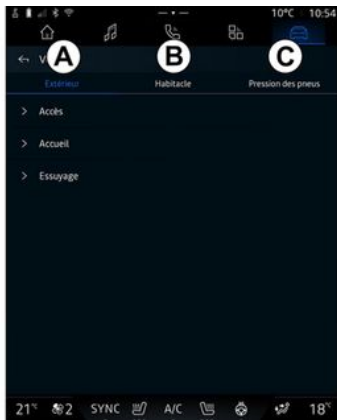 10°C 10:54
A B C
Extérieur Habitacle Pression des pneus
Accès
Accueil
Essuyage
21°C 2 SYNC A/C 18°C